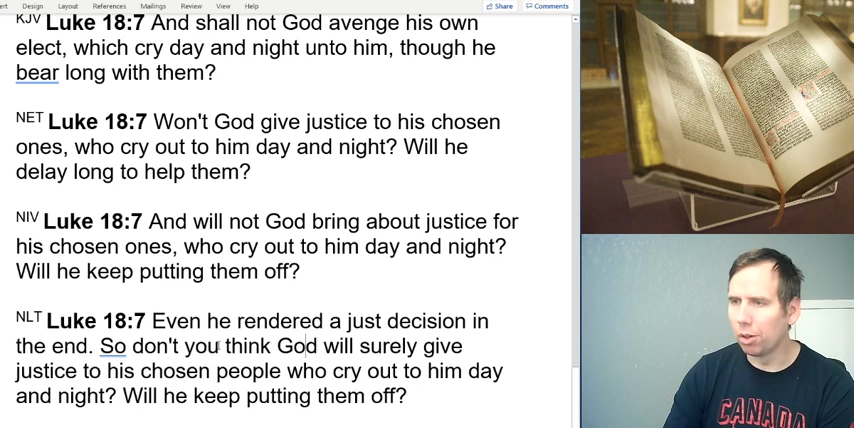 Design Layout References Mailings Review View Help Share Comments
KJV Luke 18:7 And shall not God avenge his own
elect, which cry day and night unto him, though he
bear long with them?
NET Luke 18:7 Won't God give justice to his chosen
ones, who cry out to him day and night? Will he
delay long to help them?
NIV Luke 18:7 And will not God bring about justice for
his chosen ones, who cry out to him day and night?
Will he keep putting them off?
NLT Luke 18:7 Even he rendered a just decision in
the end. So don't you think God will surely give
justice to his chosen people who cry out to him day
and night? Will he keep putting them off?
CANADA